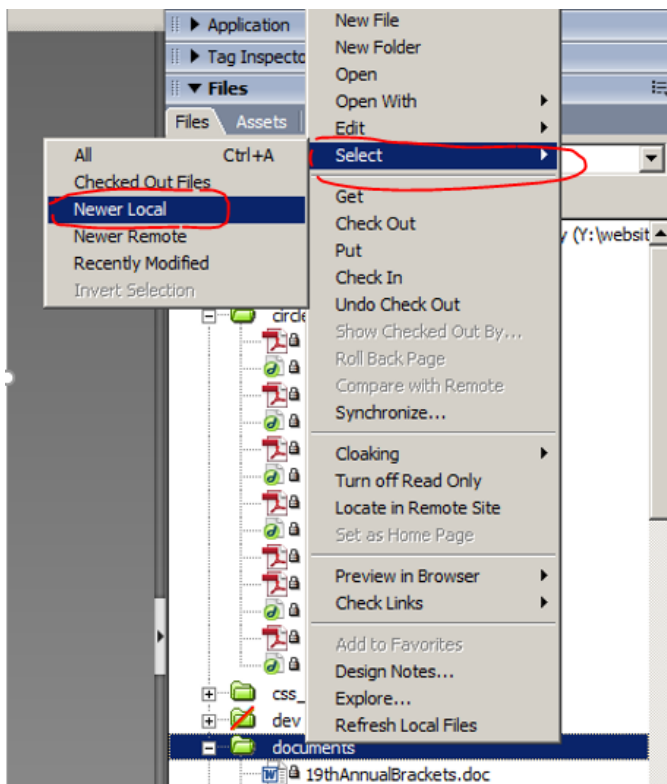 Application
Tag Inspecto
Files
Files Assets
New File
New Folder
Open
Open With
Edit
Select
Get
Check Out
Put
Check In
Undo Check Out
Show Checked Out By...
Roll Back Page
Compare with Remote
Synchronize...
Cloaking
Turn off Read Only
Locate in Remote Site
Set as Home Page
Preview in Browser
Check Links
Add to Favorites
Design Notes...
Explore...
Refresh Local Files
All Ctrl+A
Checked Out Files
Newer Local
Newer Remote
Recently Modified
Invert Selection
y (Y:\websit
circle
css_
dev
documents
19thAnnualBrackets.doc